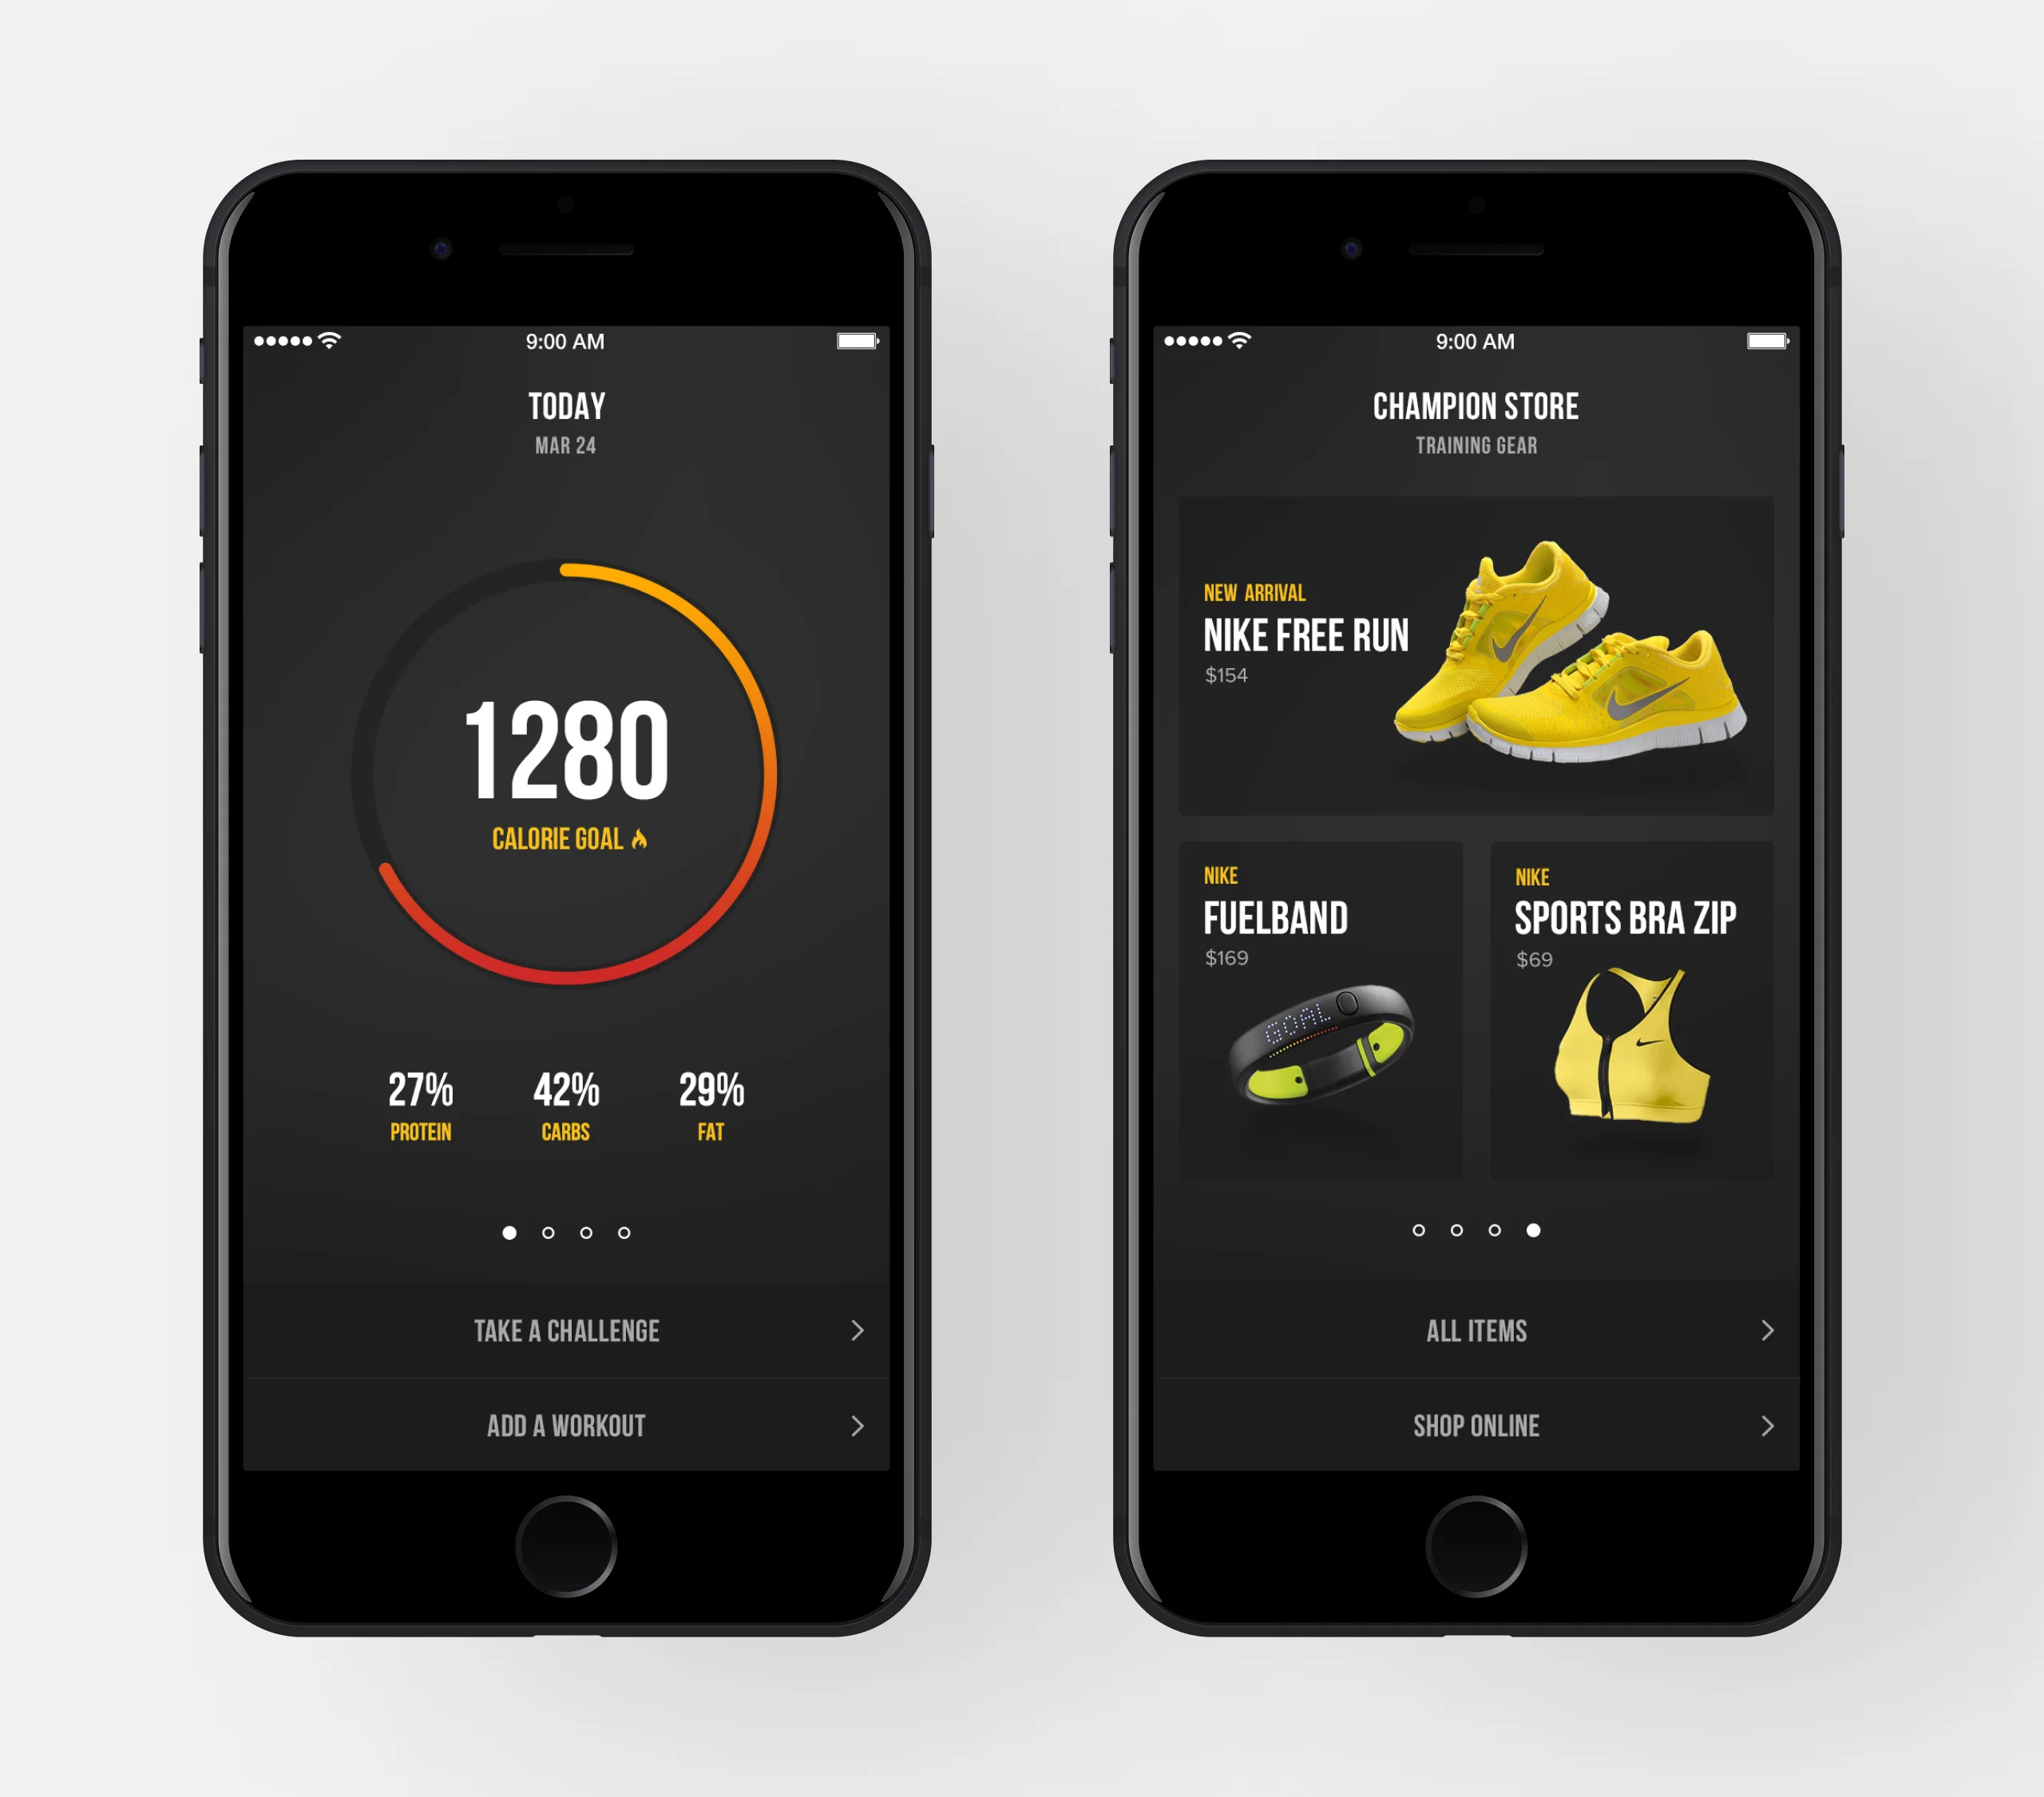 9:00 AM
TODAY
MAR 24
1280
CALORIE GOAL
27% 42% 29%
PROTEIN CARBS FAT
TAKE A CHALLENGE
ADD A WORKOUT
9:00 AM
CHAMPION STORE
TRAINING GEAR
NEW ARRIVAL
NIKE FREE RUN
$154
NIKE
FUELBAND
$169
GOAL
NIKE
SPORTS BRA ZIP
$69
ALL ITEMS
SHOP ONLINE